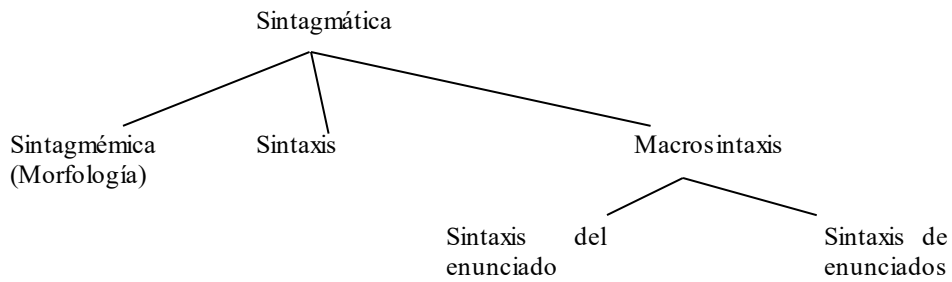 Sintagmática
Sintagmémica
(Morfología)
Sintaxis
Macrosintaxis
Sintaxis del
enunciado
Sintaxis de
enunciados